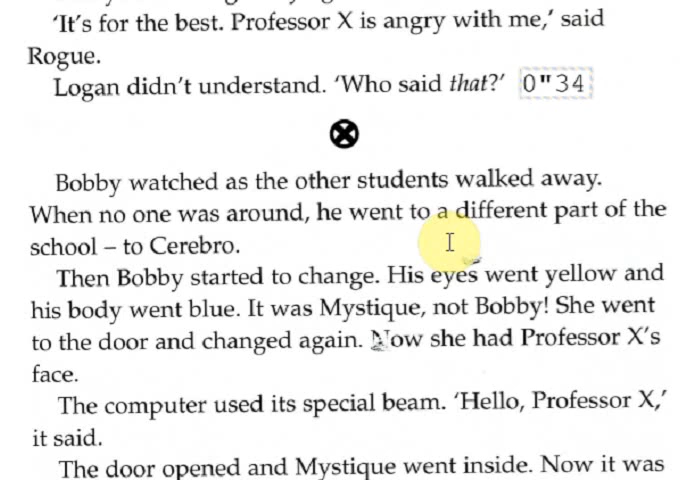 'It's for the best. Professor X is angry with me,' said
Rogue.
Logan didn't understand. 'Who said that?' 0"34
Bobby watched as the other students walked away.
When no one was around, he went to a different part of the
school – to Cerebro.
Then Bobby started to change. His eyes went yellow and
his body went blue. It was Mystique, not Bobby! She went
to the door and changed again. Now she had Professor X's
face.
The computer used its special beam. 'Hello, Professor X,'
it said.
The door opened and Mystique went inside. Now it was